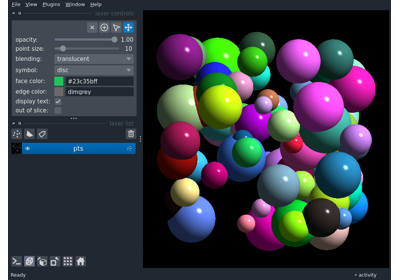 File View Plugins Window Help
layer controls
opacity: 1.00
point size: 10
blending: translucent
symbol: disc
face color: #23c35bff
edge color: dimgrey
display text:
out of slice:
layer list
pts
Ready
activity